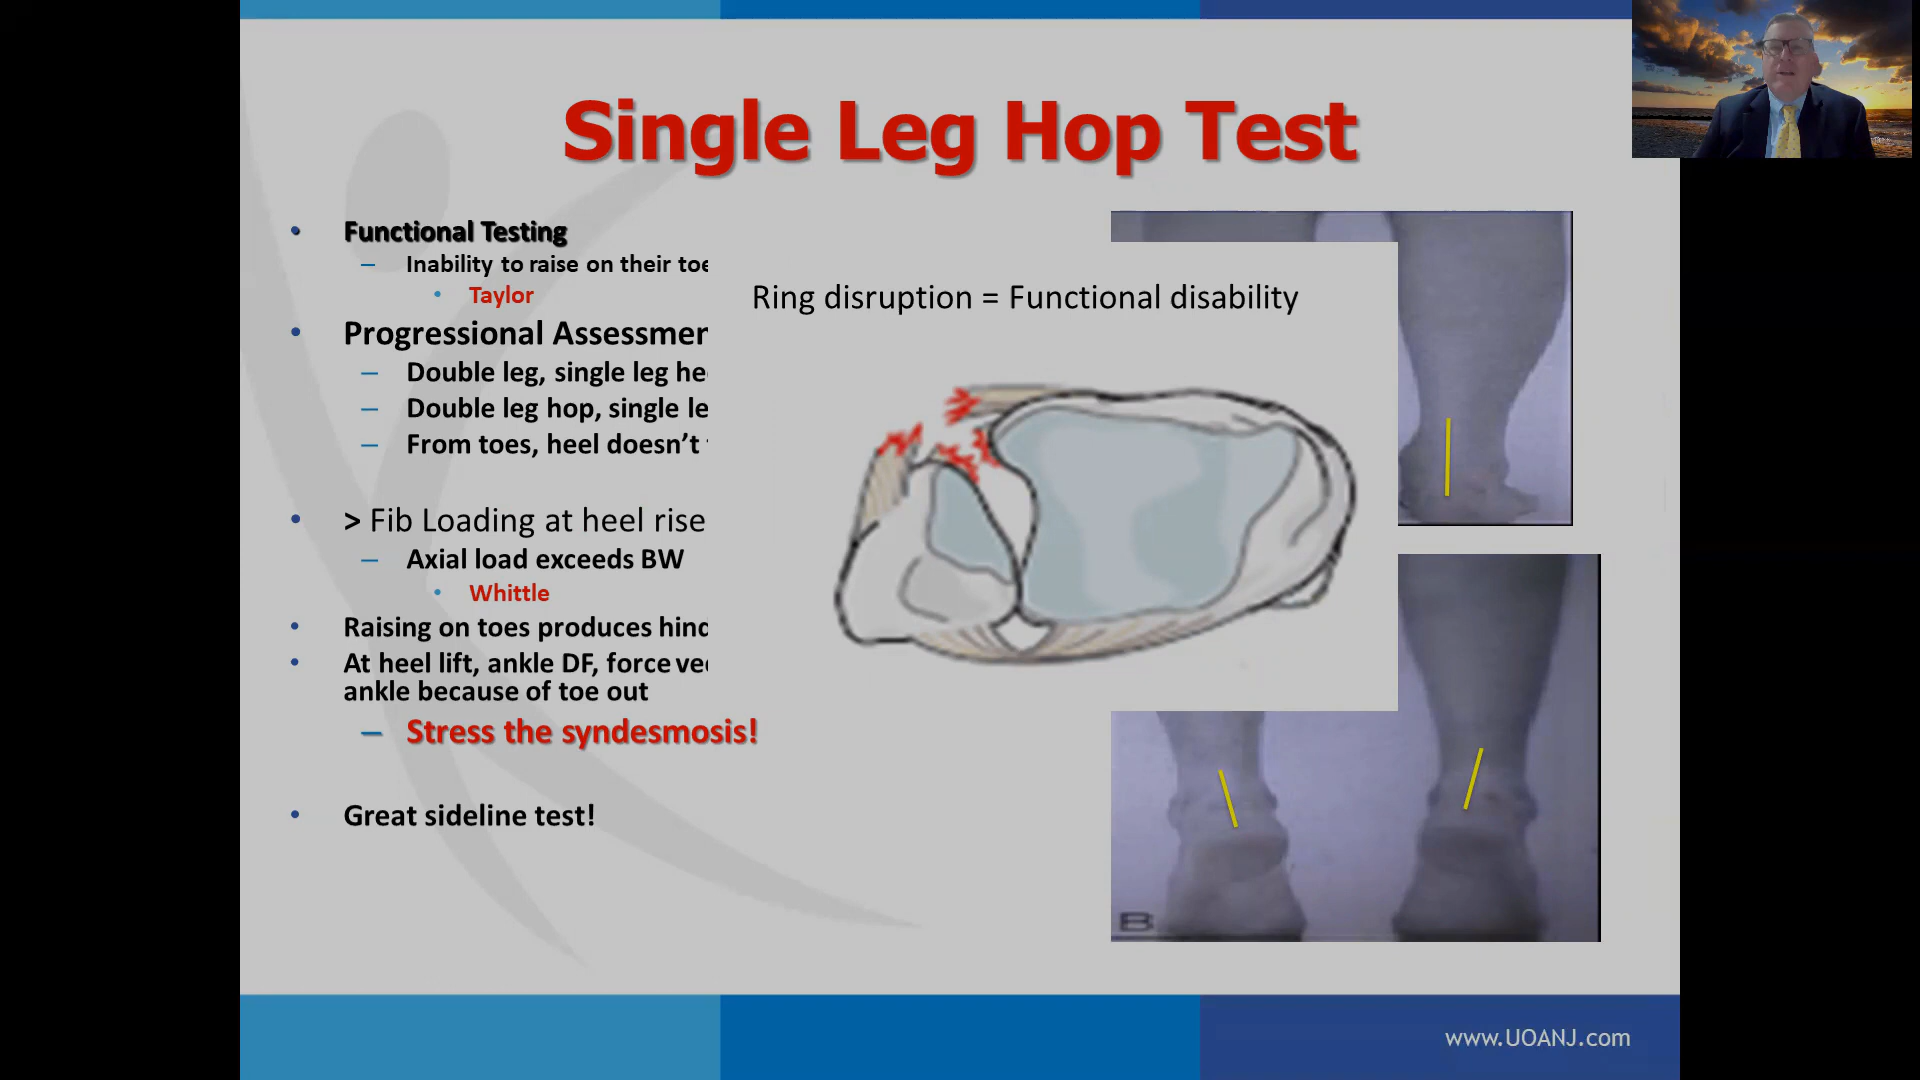 Single Leg Hop Test
• Functional Testing
– Inability to raise on their toe
• Taylor
• Progressional Assessmen
– Double leg, single leg he
– Double leg hop, single le
– From toes, heel doesn’t
• > Fib Loading at heel rise
– Axial load exceeds BW
• Whittle
• Raising on toes produces hind
• At heel lift, ankle DF, force vec
ankle because of toe out
– Stress the syndesmosis!
• Great sideline test!
Ring disruption = Functional disability
B
www.UOANJ.com